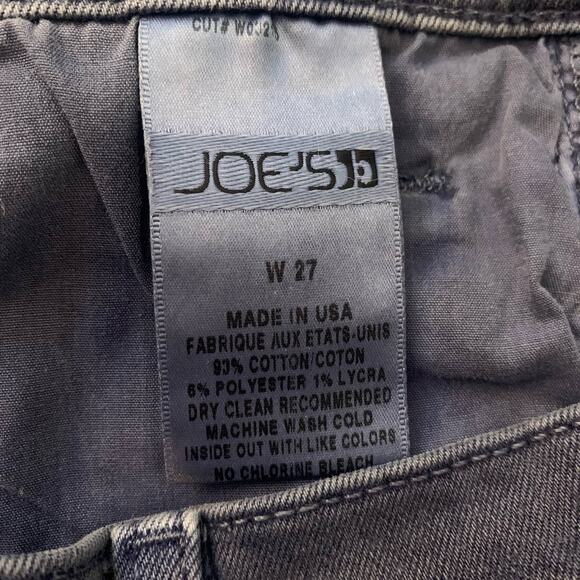 CUT#
JOE'S
W 27
MADE IN USA
FABRIQUE AUX ETATS-UNIS
93% COTTON/COTON
6% POLYESTER 1% LYCRA
DRY CLEAN RECOMMENDED
MACHINE WASH COLD
INSIDE OUT WITH LIKE COLORS
NO CHLORINE BLEACH